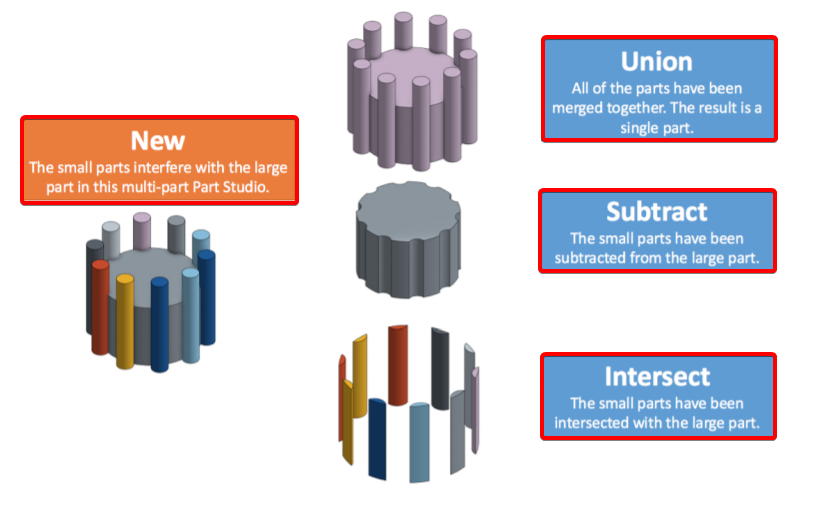 Union
All of the parts have been
merged together. The result is a
single part.
New
The small parts interfere with the large
part in this multi-part Part Studio.
Subtract
The small parts have been
subtracted from the large part.
Intersect
The small parts have been
intersected with the large part.